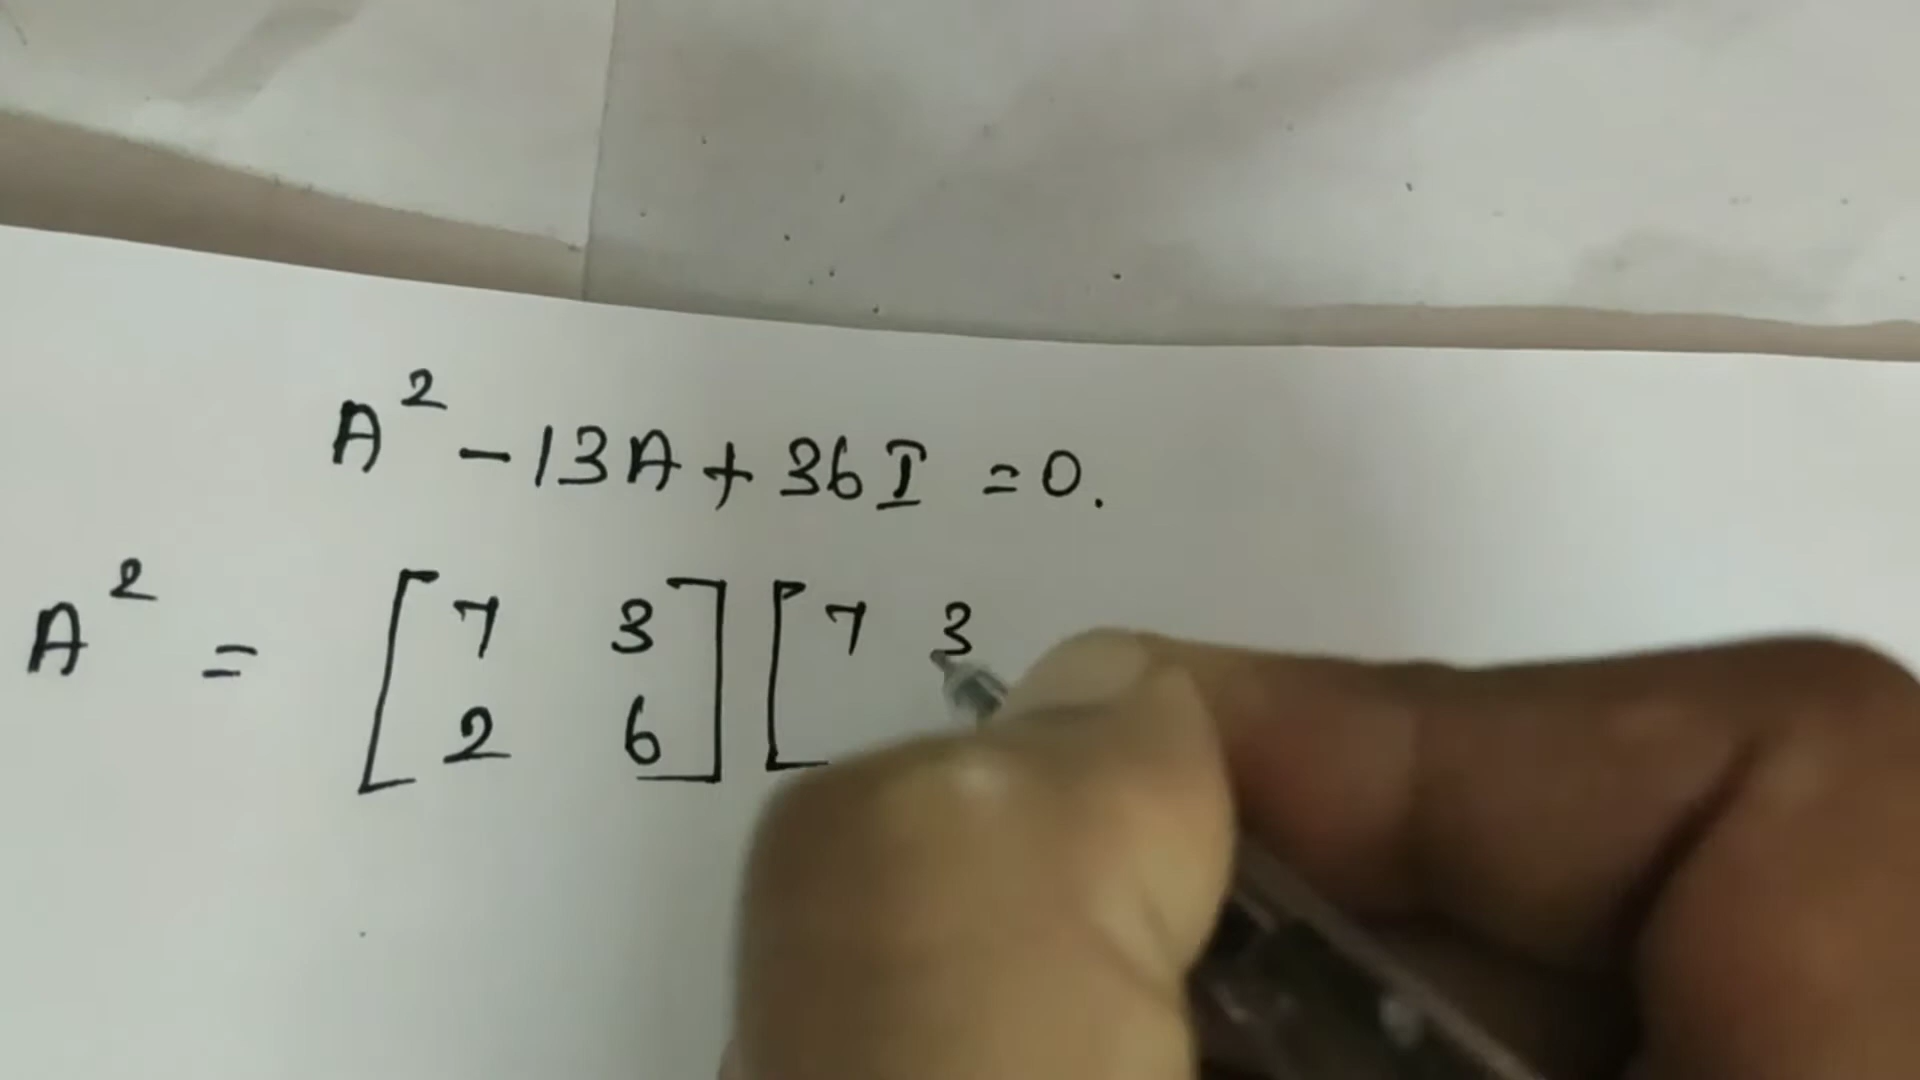 A² - 13A + 36I = 0.
A² = [7 3] [7 3
2 6]